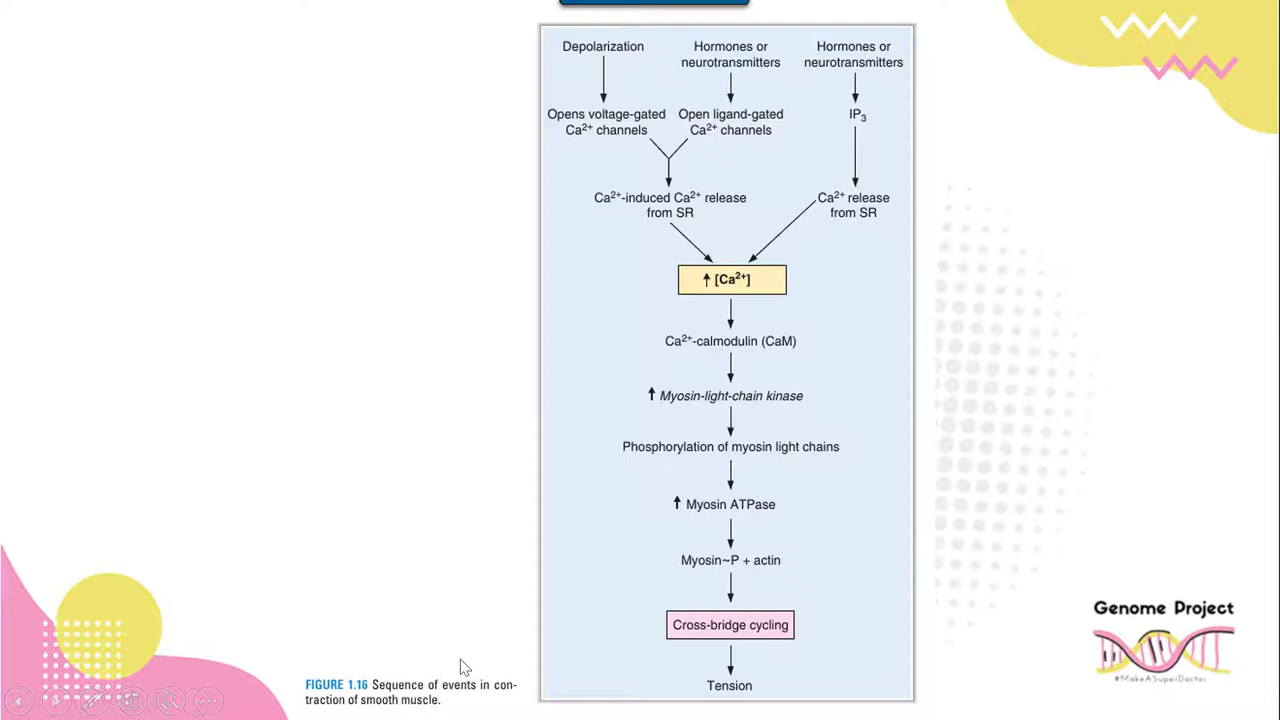 Depolarization
Hormones or
neurotransmitters
Hormones or
neurotransmitters
Opens voltage-gated
Ca²⁺ channels
Open ligand-gated
Ca²⁺ channels
IP₃
Ca²⁺-induced Ca²⁺ release
from SR
Ca²⁺ release
from SR
↑ [Ca²⁺]
Ca²⁺-calmodulin (CaM)
↑ Myosin-light-chain kinase
Phosphorylation of myosin light chains
↑ Myosin ATPase
Myosin~P + actin
Cross-bridge cycling
Tension
FIGURE 1.16 Sequence of events in con-
traction of smooth muscle.
Genome Project
#MakeASuperDoctor